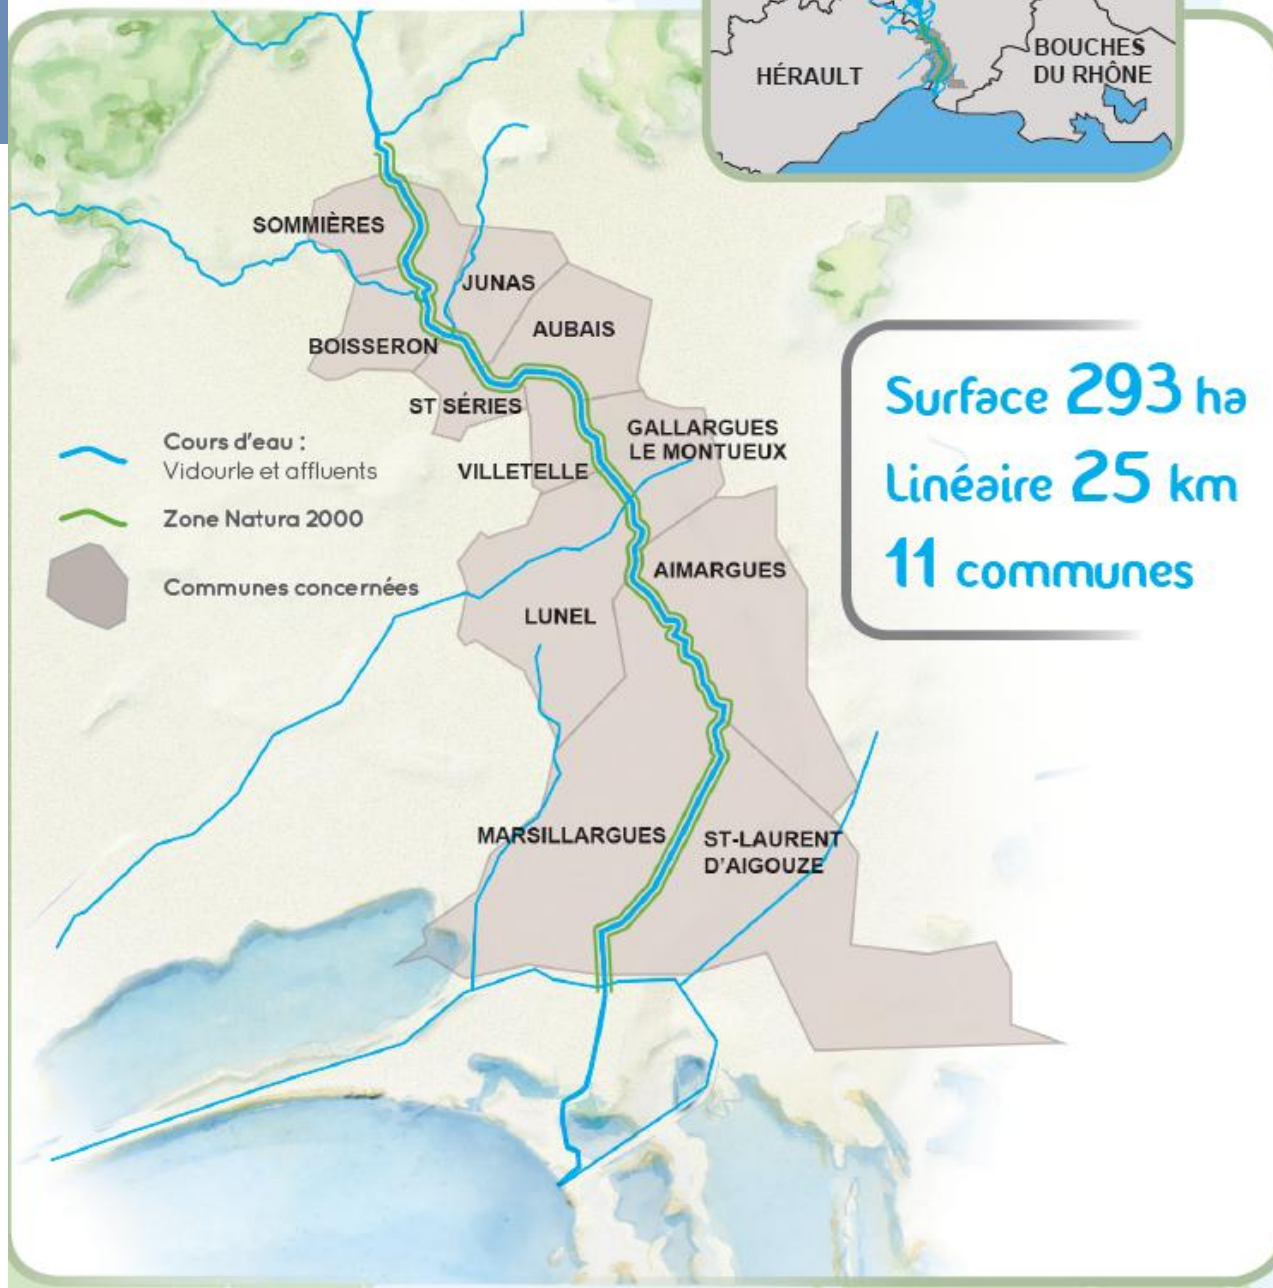 HÉRAULT
BOUCHES
DU RHÔNE
SOMMIÈRES
JUNAS
AUBAIS
BOISSERON
ST SÉRIES
GALLARGUES
LE MONTUEUX
VILLETELLE
AIMARGUES
LUNEL
MARSILLARGUES
ST-LAURENT
D'AIGOUZE
Cours d'eau :
Vidourle et affluents
Zone Natura 2000
Communes concernées
Surface 293 ha
Linéaire 25 km
11 communes